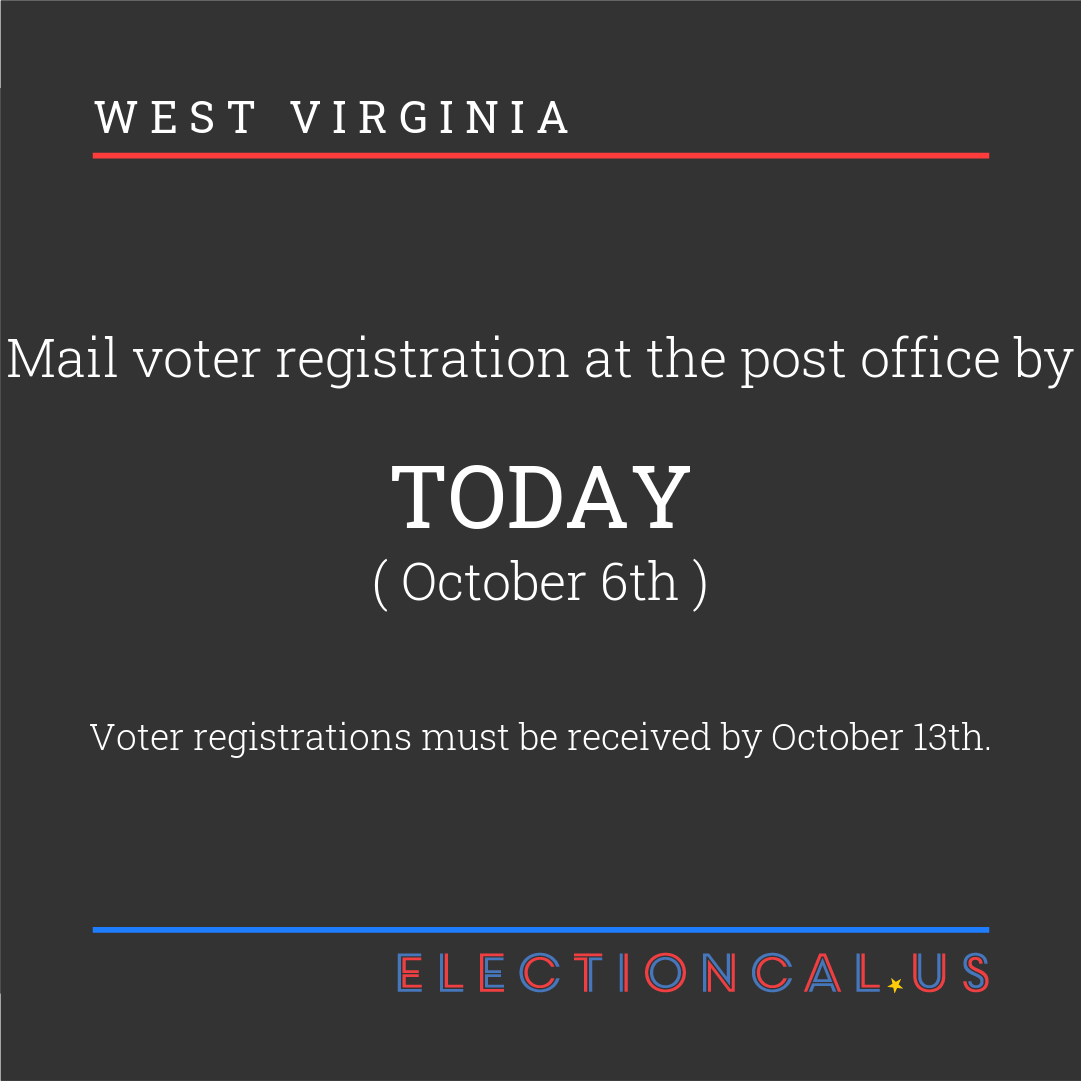 WEST VIRGINIA
Mail voter registration at the post office by
TODAY
( October 6th )
Voter registrations must be received by October 13th.
ELECTIONCAL.US